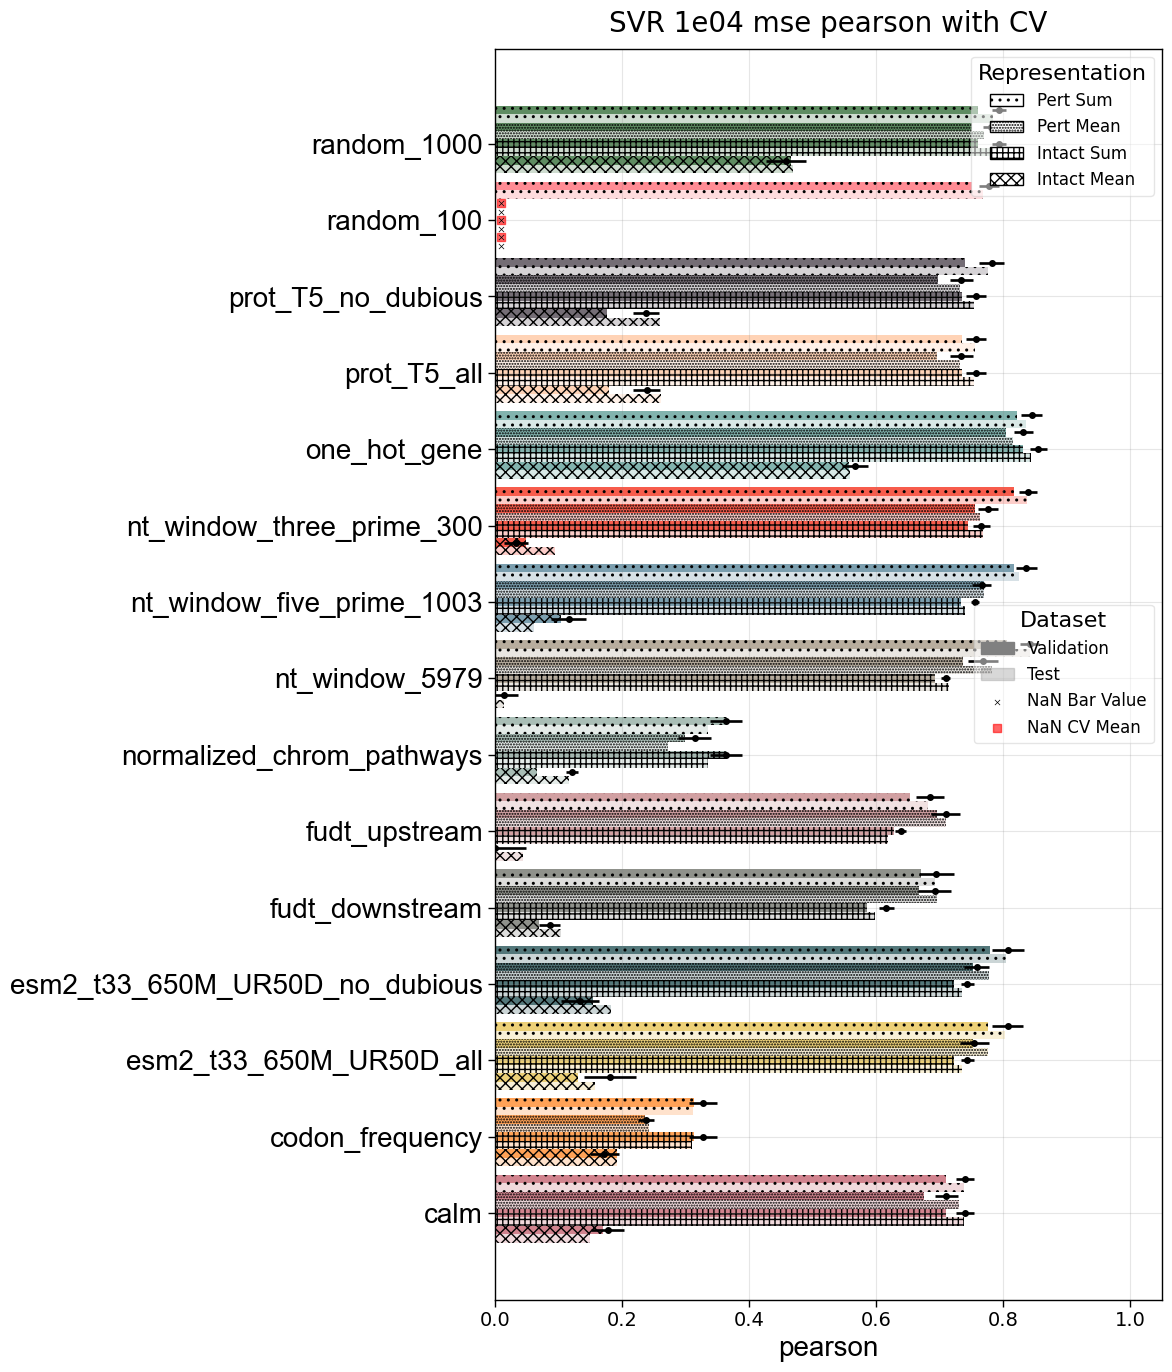 SVR 1e04 mse pearson with CV
Representation
Pert Sum
Pert Mean
Intact Sum
Intact Mean
random_1000
random_100
prot_T5_no_dubious
prot_T5_all
one_hot_gene
nt_window_three_prime_300
nt_window_five_prime_1003
Dataset
Validation
Test
NaN Bar Value
NaN CV Mean
nt_window_5979
normalized_chrom_pathways
fudt_upstream
fudt_downstream
esm2_t33_650M_UR50D_no_dubious
esm2_t33_650M_UR50D_all
codon_frequency
calm
0.0 0.2 0.4 0.6 0.8 1.0
pearson